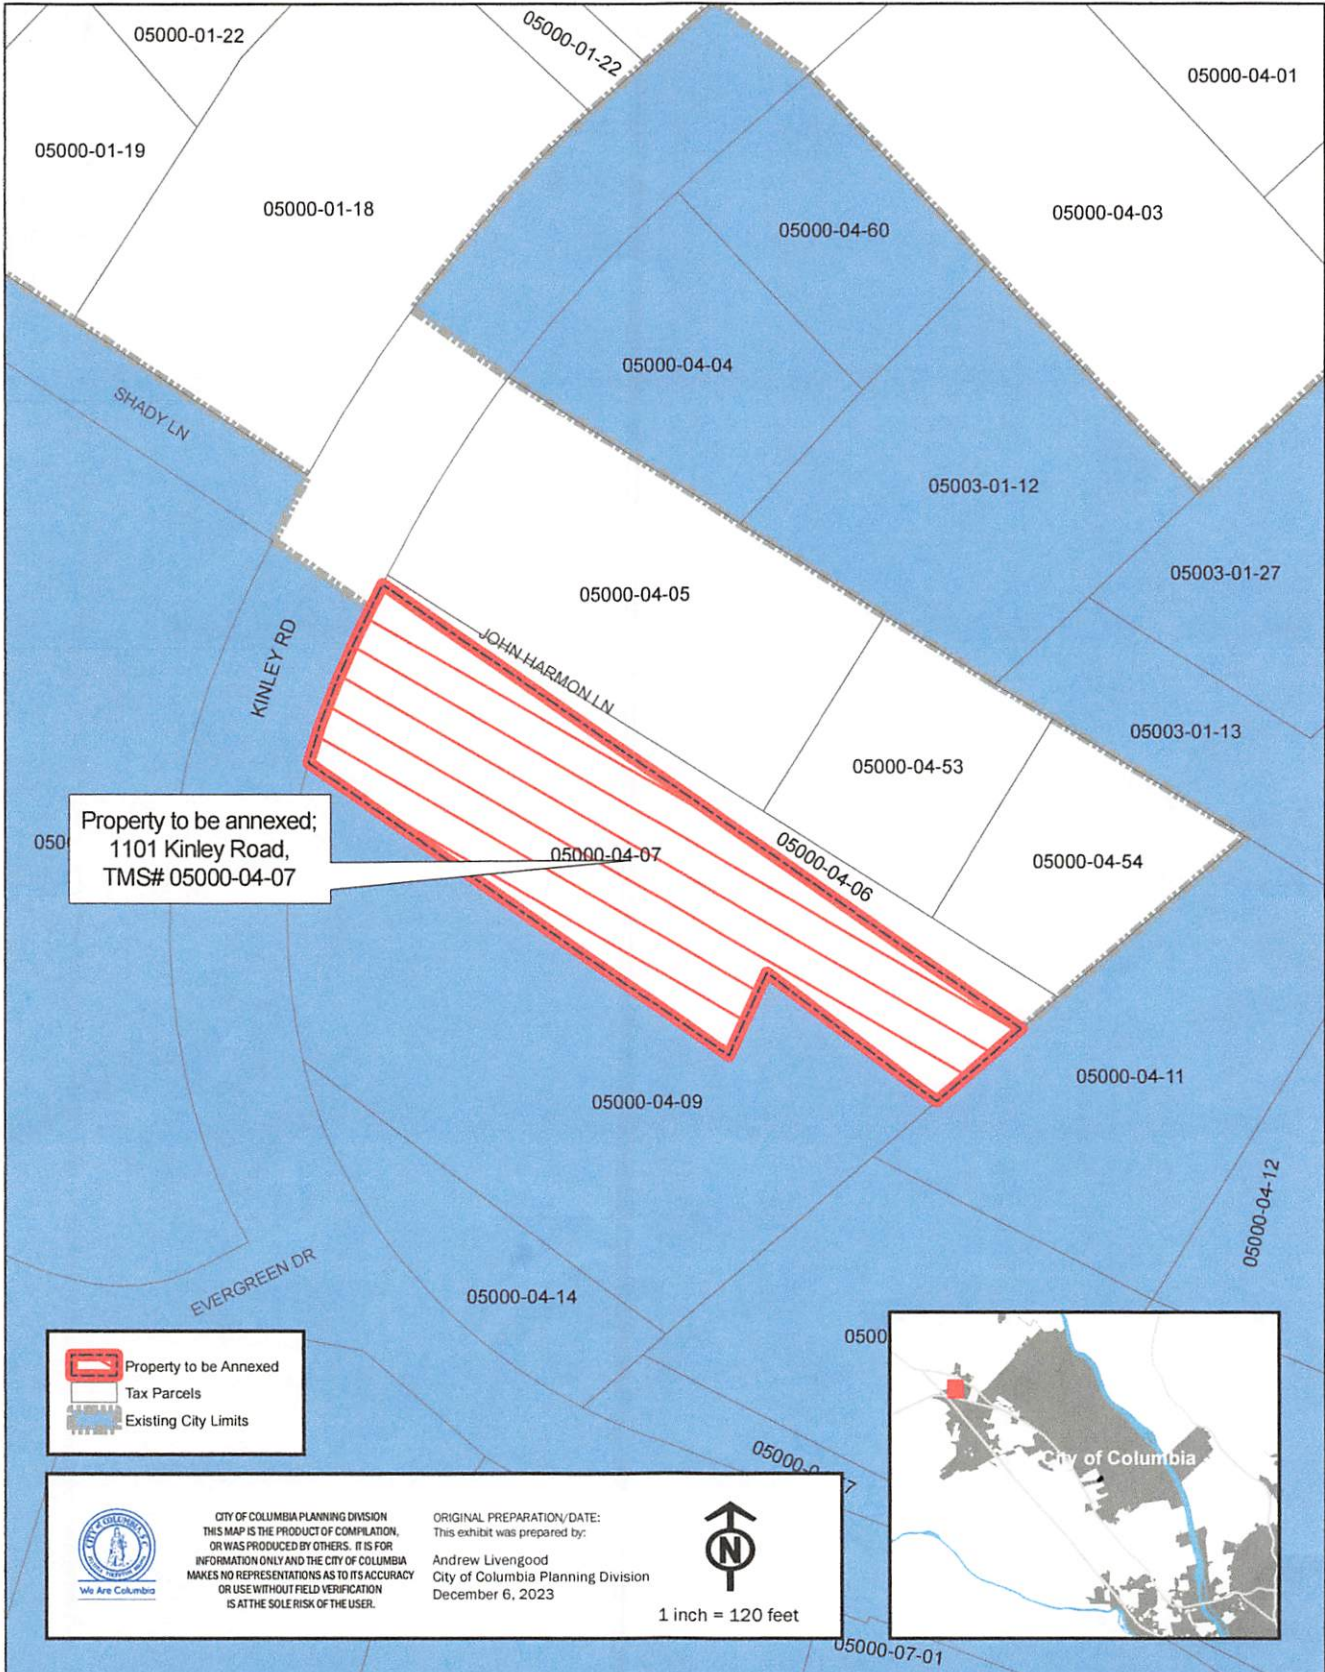 05000-01-22
05000-01-22
05000-04-01
05000-01-19
05000-01-18
05000-04-03
05000-04-60
05000-04-04
SHADY LN
05003-01-12
05003-01-27
05000-04-05
JOHN HARMON LN
KINLEY RD
05003-01-13
05000-04-53
Property to be annexed;
1101 Kinley Road,
TMS# 05000-04-07
05000-04-07
05000-04-06
05000-04-54
05000-04-11
05000-04-09
05000-04-12
EVERGREEN DR
05000-04-14
Property to be Annexed
Tax Parcels
Existing City Limits
City of Columbia
We Are Columbia
CITY OF COLUMBIA PLANNING DIVISION
THIS MAP IS THE PRODUCT OF COMPILATION,
OR WAS PRODUCED BY OTHERS. IT IS FOR
INFORMATION ONLY AND THE CITY OF COLUMBIA
MAKES NO REPRESENTATIONS AS TO ITS ACCURACY
OR USE WITHOUT FIELD VERIFICATION
IS AT THE SOLE RISK OF THE USER.
ORIGINAL PREPARATION/DATE:
This exhibit was prepared by:
Andrew Livengood
City of Columbia Planning Division
December 6, 2023
N
1 inch = 120 feet
05000-07-01